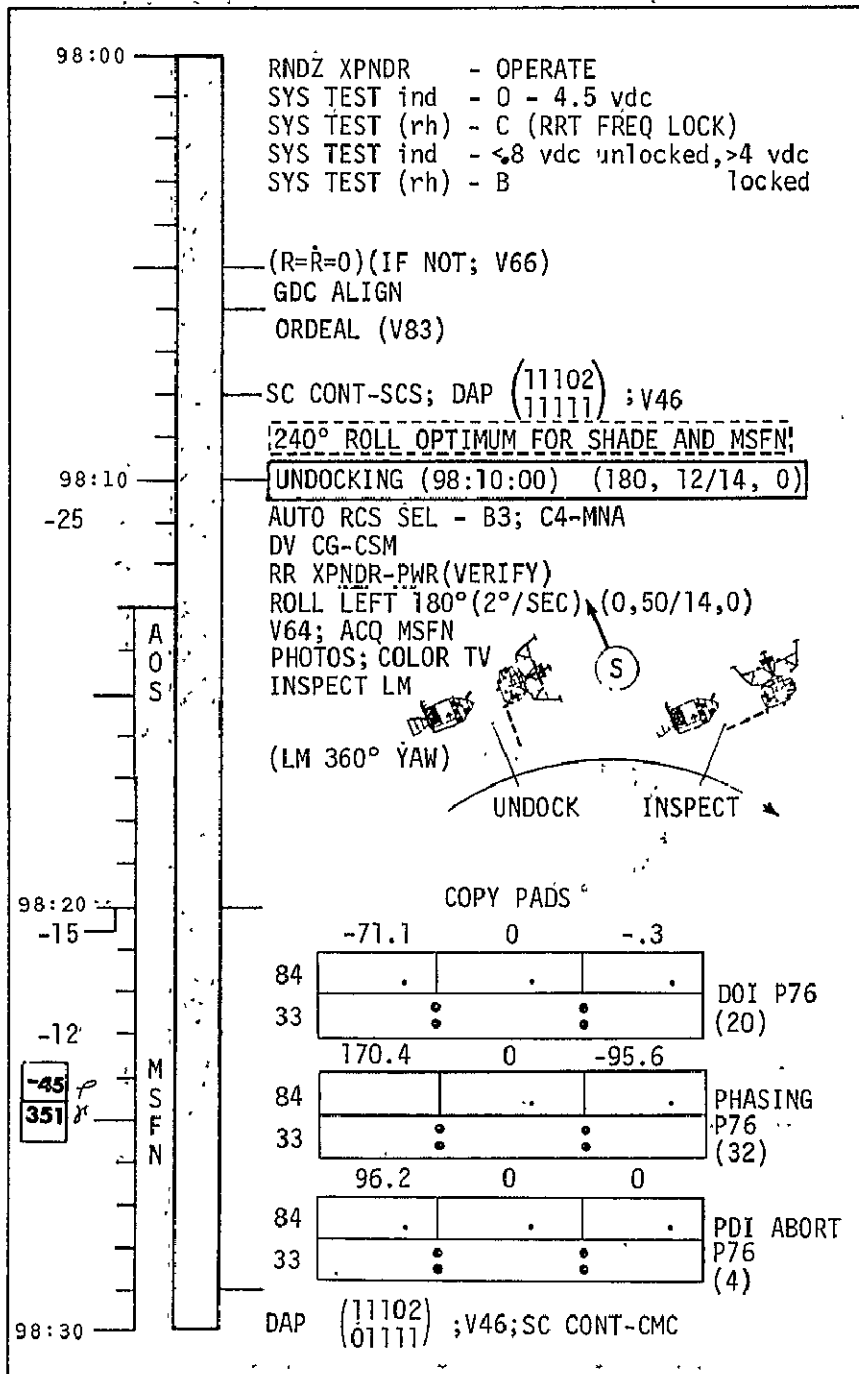 98:00
RNDZ XPNDR - OPERATE
SYS TEST ind - 0 - 4.5 vdc
SYS TEST (rh) - C (RRT FREQ LOCK)
SYS TEST ind - <.8 vdc unlocked,>4 vdc
SYS TEST (rh) - B locked
(R=Ṙ=0)(IF NOT; V66)
GDC ALIGN
ORDEAL (V83)
SC CONT-SCS; DAP (11102
11111) ;V46
240° ROLL OPTIMUM FOR SHADE AND MSFN
98:10 UNDOCKING (98:10:00) (180, 12/14, 0)
-25 AUTO RCS SEL - B3; C4-MNA
DV CG-CSM
RR XPNDR-PWR(VERIFY)
ROLL LEFT 180°(2°/SEC) (0,50/14,0)
AOS
V64; ACQ MSFN
PHOTOS; COLOR TV
S
INSPECT LM
(LM 360° YAW)
UNDOCK INSPECT
98:20
COPY PADS
-15
-71.1 0 -.3
84 . . .
DOI P76
33 : :
(20)
-12
170.4 0 -95.6
MSFN
-45 ρ
351 γ
84 . .
PHASING
33 : :
P76
(32)
96.2 0 0
84 . . .
PDI ABORT
33 : :
P76
(4)
98:30
DAP (11102
01111) ;V46;SC CONT-CMC